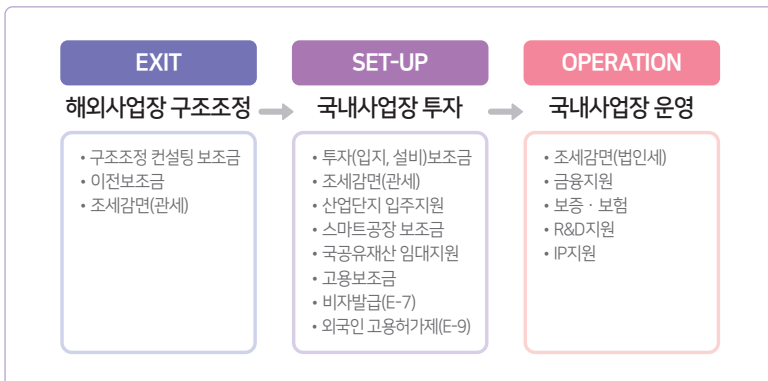 EXIT
해외사업장 구조조정
• 구조조정 컨설팅 보조금
• 이전보조금
• 조세감면(관세)
SET-UP
국내사업장 투자
• 투자(입지, 설비)보조금
• 조세감면(관세)
• 산업단지 입주지원
• 스마트공장 보조금
• 국공유재산 임대지원
• 고용보조금
• 비자발급(E-7)
• 외국인 고용허가제(E-9)
OPERATION
국내사업장 운영
• 조세감면(법인세)
• 금융지원
• 보증 · 보험
• R&D지원
• IP지원